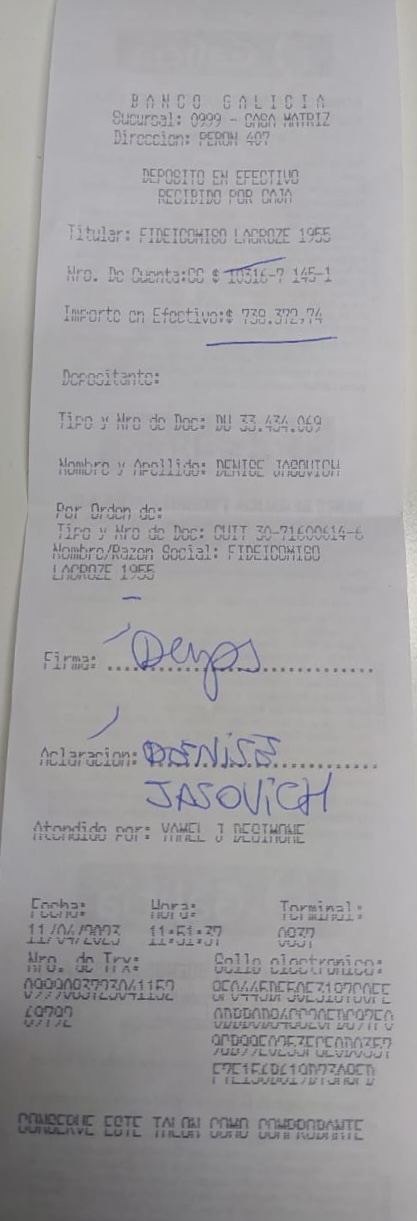 BANCO GALICIA
Sucursal: 0999 - CASA MATRIZ
Direccion: PERON 407
DEPOSITO EN EFECTIVO
RECIBIDO POR CAJA
Titular: FIDEICOMISO LACROZE 1955
Nro. De Cuenta:CC $ 10316-7 145-1
Importe en Efectivo:$ 738.372,74
Depositante:
Tipo y Nro de Doc: DU 33.434.069
Nombre y Apellido: DENISE JASOVICH
Por Orden de:
Tipo y Nro de Doc: CUIT 30-71600614-6
Nombre/Razon Social: FIDEICOMISO
LACROZE 1955
Firma:
Aclaracion: DENISE
JASOVICH
Atendido por: YAMEL J DESIMONE
Fecha: Hora: Terminal:
11/04/2023 11:51:37 0837
Nro. de Trx: Sello electronico:
CONSERVE ESTE TALON COMO COMPROBANTE